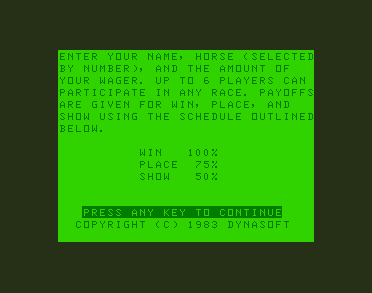 ENTER YOUR NAME, HORSE (SELECTED
BY NUMBER), AND THE AMOUNT OF
YOUR WAGER. UP TO 6 PLAYERS CAN
PARTICIPATE IN ANY RACE. PAYOFFS
ARE GIVEN FOR WIN, PLACE, AND
SHOW USING THE SCHEDULE OUTLINED
BELOW.
WIN 100%
PLACE 75%
SHOW 50%
PRESS ANY KEY TO CONTINUE
COPYRIGHT (C) 1983 DYNASOFT